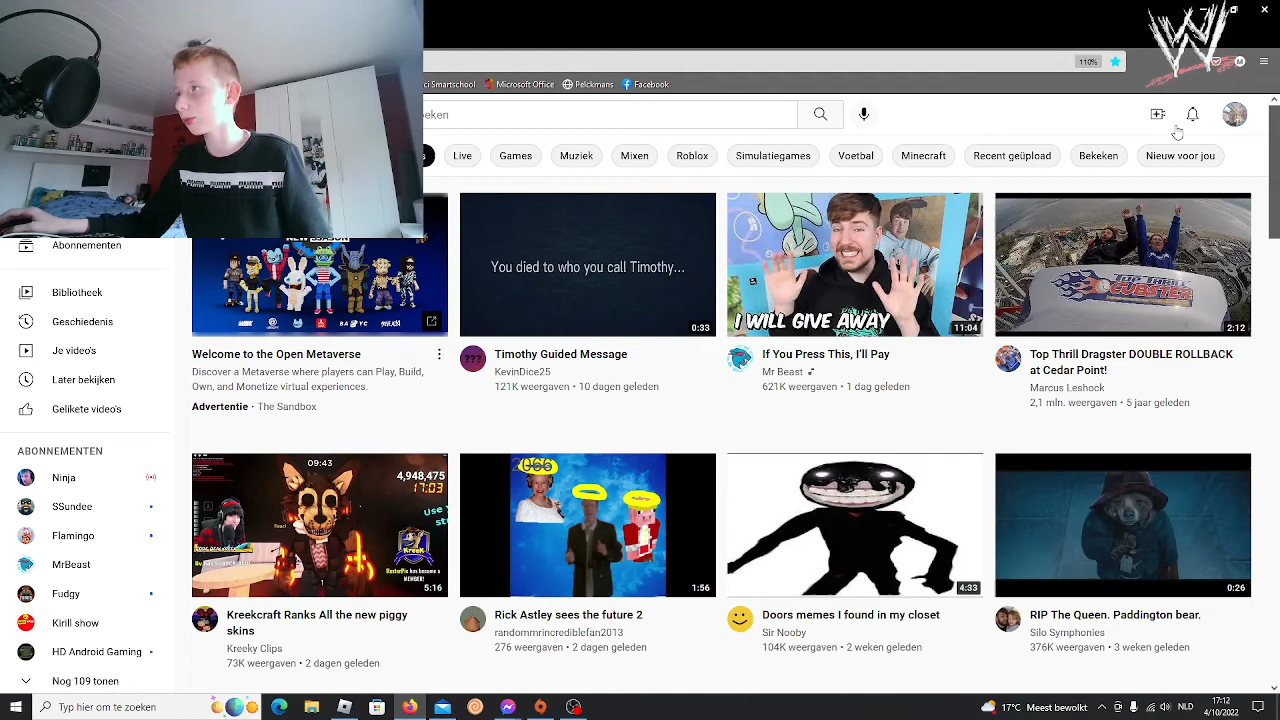 W
110%
ci Smartschool
Microsoft Office
Pelckmans
Facebook
eken
s
Live
Games
Muziek
Mixen
Roblox
Simulatiegames
Voetbal
Minecraft
Recent geüpload
Bekeken
Nieuw voor jou
PUMA PUMA PUMA
Abonnementen
Bibliotheek
Geschiedenis
Je video's
Later bekijken
Gelikete video's
ABONNEMENTEN
Ninja
SSundee
Flamingo
MrBeast
Fudgy
Kirill show
HD Android Gaming
Nog 109 tonen
NEW SEASON
Welcome to the Open Metaverse
Discover a Metaverse where players can Play, Build,
Own, and Monetize virtual experiences.
Advertentie · The Sandbox
You died to who you call Timothy...
0:33
???
Timothy Guided Message
KevinDice25
121K weergaven · 10 dagen geleden
I WILL GIVE AWAY
11:04
If You Press This, I'll Pay
Mr Beast
621K weergaven · 1 dag geleden
2:12
Top Thrill Dragster DOUBLE ROLLBACK
at Cedar Point!
Marcus Leshock
2,1 mln. weergaven · 5 jaar geleden
09:43
4,948,475
17:03
5:16
Kreekcraft Ranks All the new piggy
skins
Kreeky Clips
73K weergaven · 2 dagen geleden
2066
1:56
Rick Astley sees the future 2
randommrincrediblefan2013
276 weergaven · 2 dagen geleden
4:33
Doors memes I found in my closet
Sir Nooby
104K weergaven · 2 weken geleden
0:26
RIP The Queen. Paddington bear.
Silo Symphonies
376K weergaven · 3 weken geleden
Typ hier om te zoeken
17°C Meest bewolkt
NLD
17:12
4/10/2022